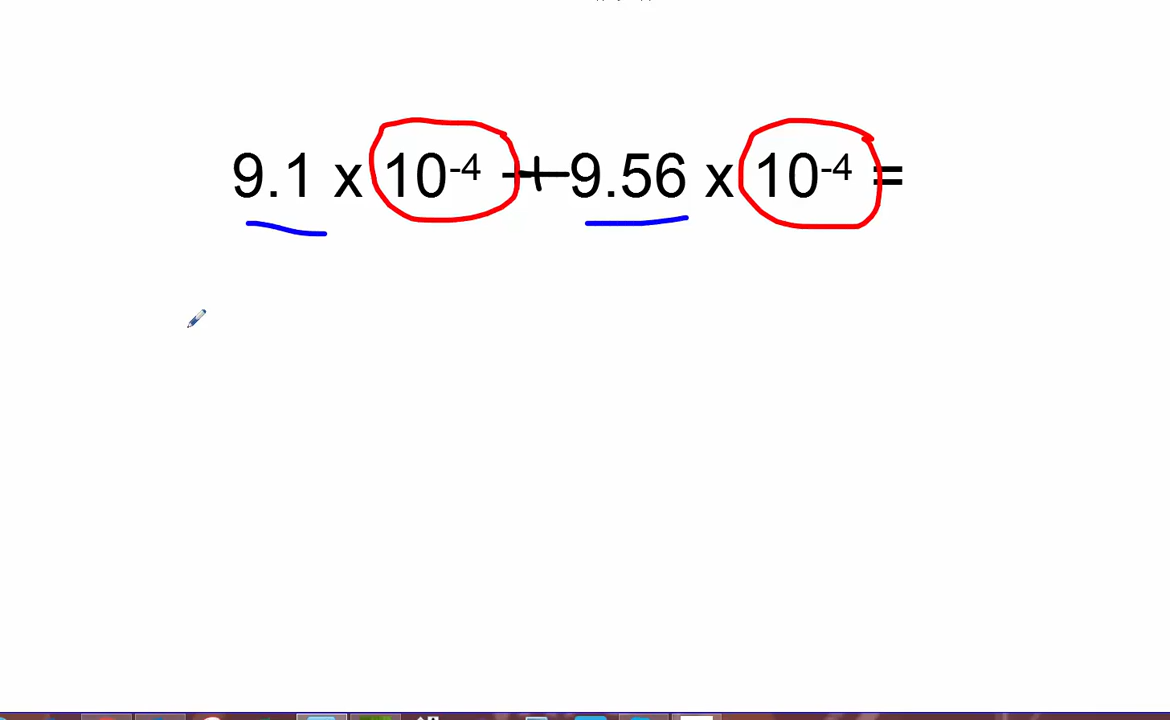 9.1 x 10⁻⁴ + 9.56 x 10⁻⁴ =